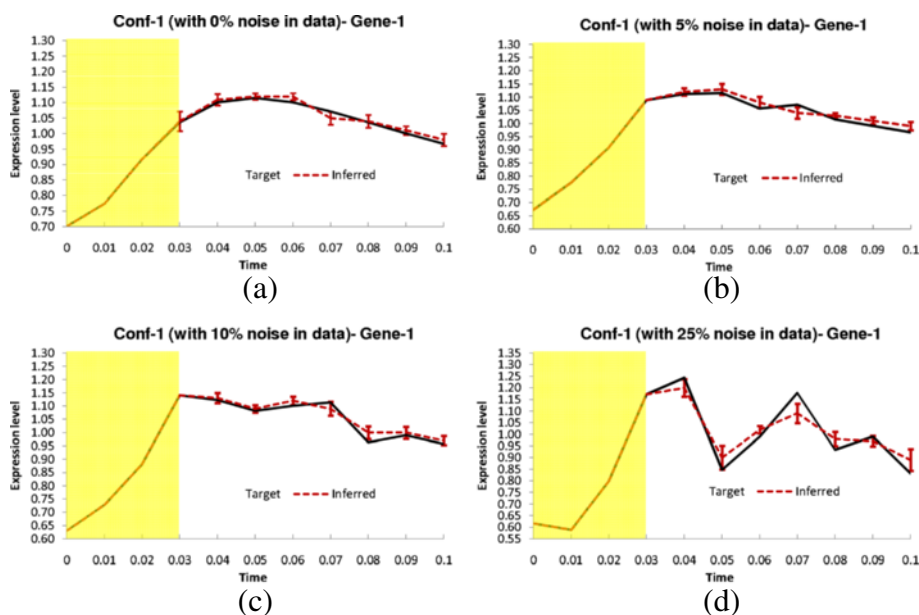 Conf-1 (with 0% noise in data)- Gene-1
Expression level
1.30
1.20
1.10
1.15
1.05
1.00
0.95
0.90
0.85
0.80
0.75
0.70
Target Inferred
0 0.01 0.02 0.03 0.04 0.05 0.06 0.07 0.08 0.09 0.1
Time
(a)
Conf-1 (with 5% noise in data)- Gene-1
Expression level
1.30
1.25
1.20
1.15
1.10
1.05
1.00
0.95
0.90
0.85
0.80
0.75
0.70
0.65
0.60
Target Inferred
0 0.01 0.02 0.03 0.04 0.05 0.06 0.07 0.08 0.09 0.1
Time
(b)
Conf-1 (with 10% noise in data)- Gene-1
Expression level
1.30
1.25
1.20
1.15
1.10
1.05
1.00
0.95
0.90
0.85
0.80
0.75
0.70
0.65
0.60
Target Inferred
0 0.01 0.02 0.03 0.04 0.05 0.06 0.07 0.08 0.09 0.1
Time
(c)
Conf-1 (with 25% noise in data)- Gene-1
Expression level
1.35
1.30
1.25
1.20
1.15
1.10
1.05
1.00
0.95
0.90
0.85
0.80
0.75
0.70
0.65
0.60
0.55
Target Inferred
0 0.01 0.02 0.03 0.04 0.05 0.06 0.07 0.08 0.09 0.1
Time
(d)